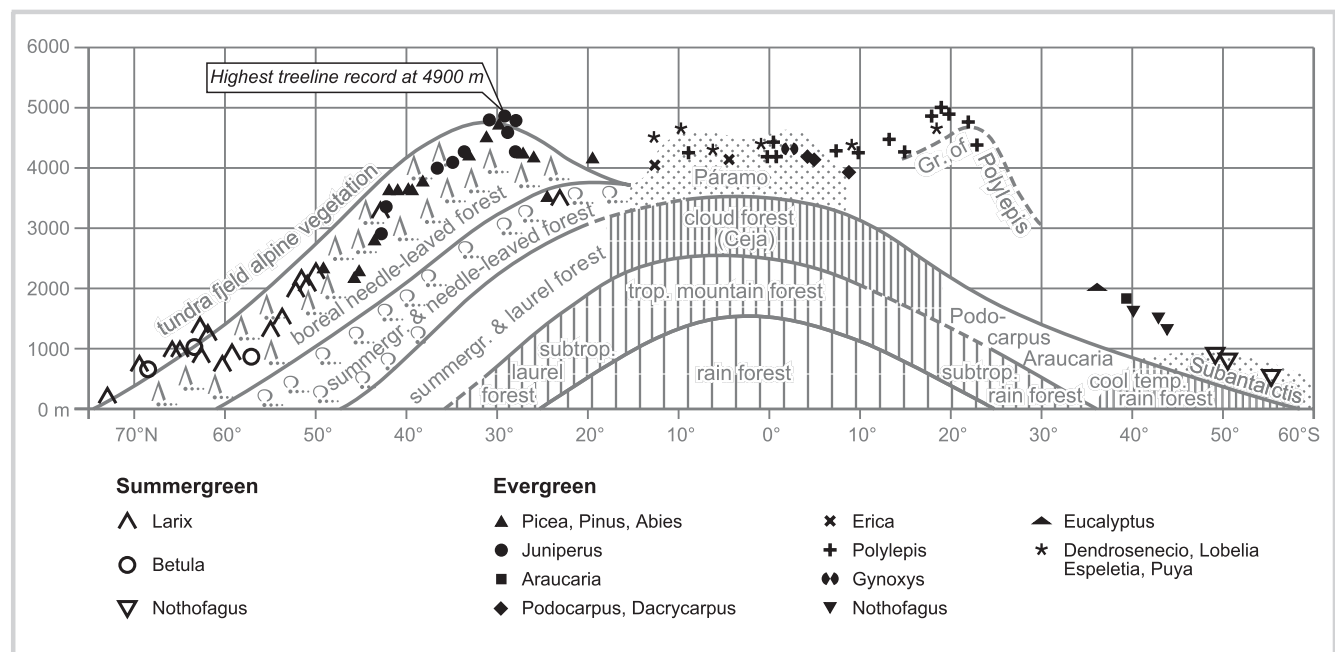 6000
Highest treeline record at 4900 m
5000
4000
3000
2000
1000
0 m
tundra fjeld alpine vegetation
boreal needle-leaved forest
summergr. & needle-leaved forest
summergr. & laurel forest
subtrop.
laurel
forest
Páramo
cloud forest
(Ceja)
trop. mountain forest
rain forest
Gr. of
Polylepis
Podo-
carpus
Araucaria
subtrop.
rain forest
cool temp.
rain forest
Subantarctis
70°N 60° 50° 40° 30° 20° 10° 0° 10° 20° 30° 40° 50° 60°S
Summergreen
Larix
Betula
Nothofagus
Evergreen
Picea, Pinus, Abies
Juniperus
Araucaria
Podocarpus, Dacrycarpus
Erica
Polylepis
Gynoxys
Nothofagus
Eucalyptus
Dendrosenecio, Lobelia
Espeletia, Puya